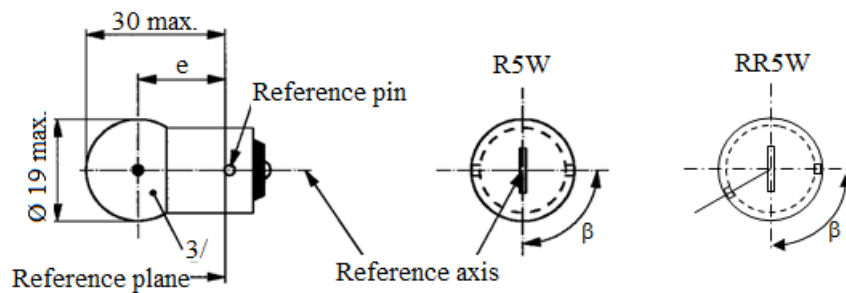 30 max.
e
Reference pin
Ø 19 max.
3/
Reference plane
Reference axis
R5W
β
RR5W
β